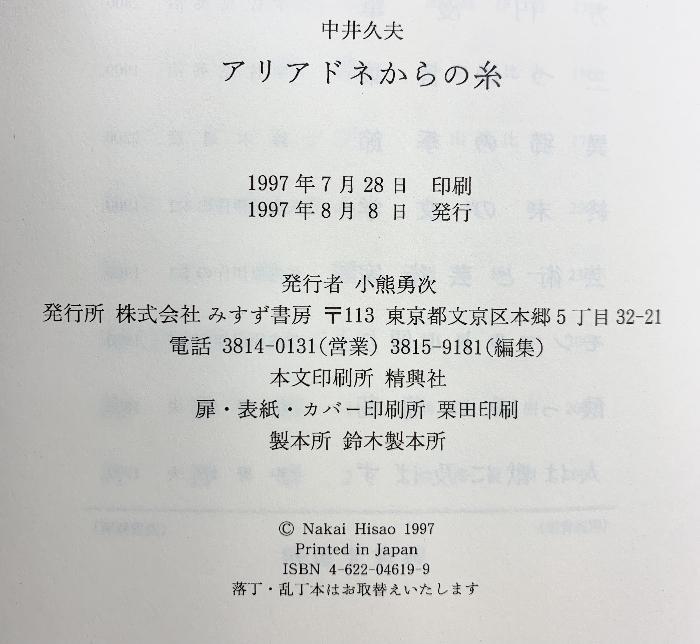 中井久夫
アリアドネからの糸
1997年7月28日 印刷
1997年8月8日 発行
発行者 小熊勇次
発行所 株式会社 みすず書房 〒113 東京都文京区本郷5丁目32-21
電話 3814-0131(営業) 3815-9181(編集)
本文印刷所 精興社
扉・表紙・カバー印刷所 栗田印刷
製本所 鈴木製本所
© Nakai Hisao 1997
Printed in Japan
ISBN 4-622-04619-9
落丁・乱丁本はお取替えいたします